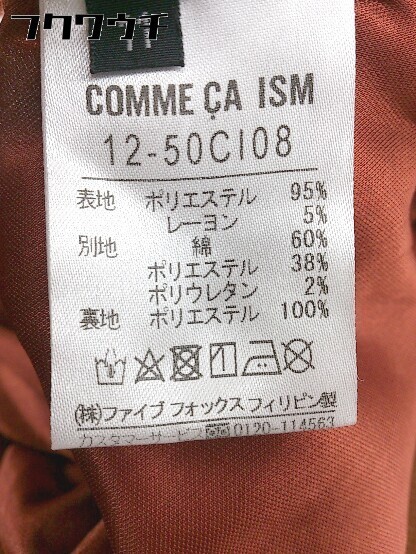 フクワウチ
11
COMME ÇA ISM
12-50CI08
表地 ポリエステル 95%
レーヨン 5%
別地 綿 60%
ポリエステル 38%
ポリウレタン 2%
裏地 ポリエステル 100%
(株)ファイブ フォックス フィリピン製
カスタマーサービス 0120-114563